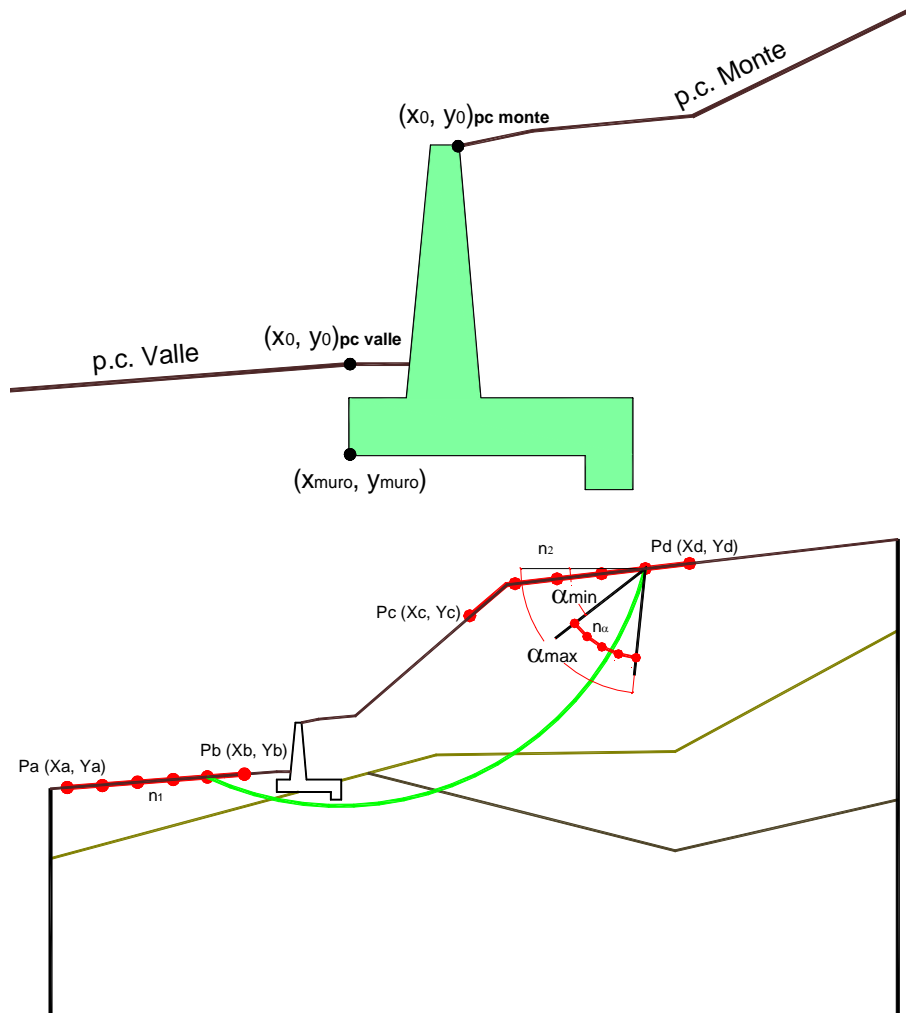 p.c. Monte
(x0, y0)pc monte
(x0, y0)pc valle
p.c. Valle
(xmuro, ymuro)
n2
Pd (Xd, Yd)
αmin
Pc (Xc, Yc)
nα
αmax
Pb (Xb, Yb)
Pa (Xa, Ya)
n1